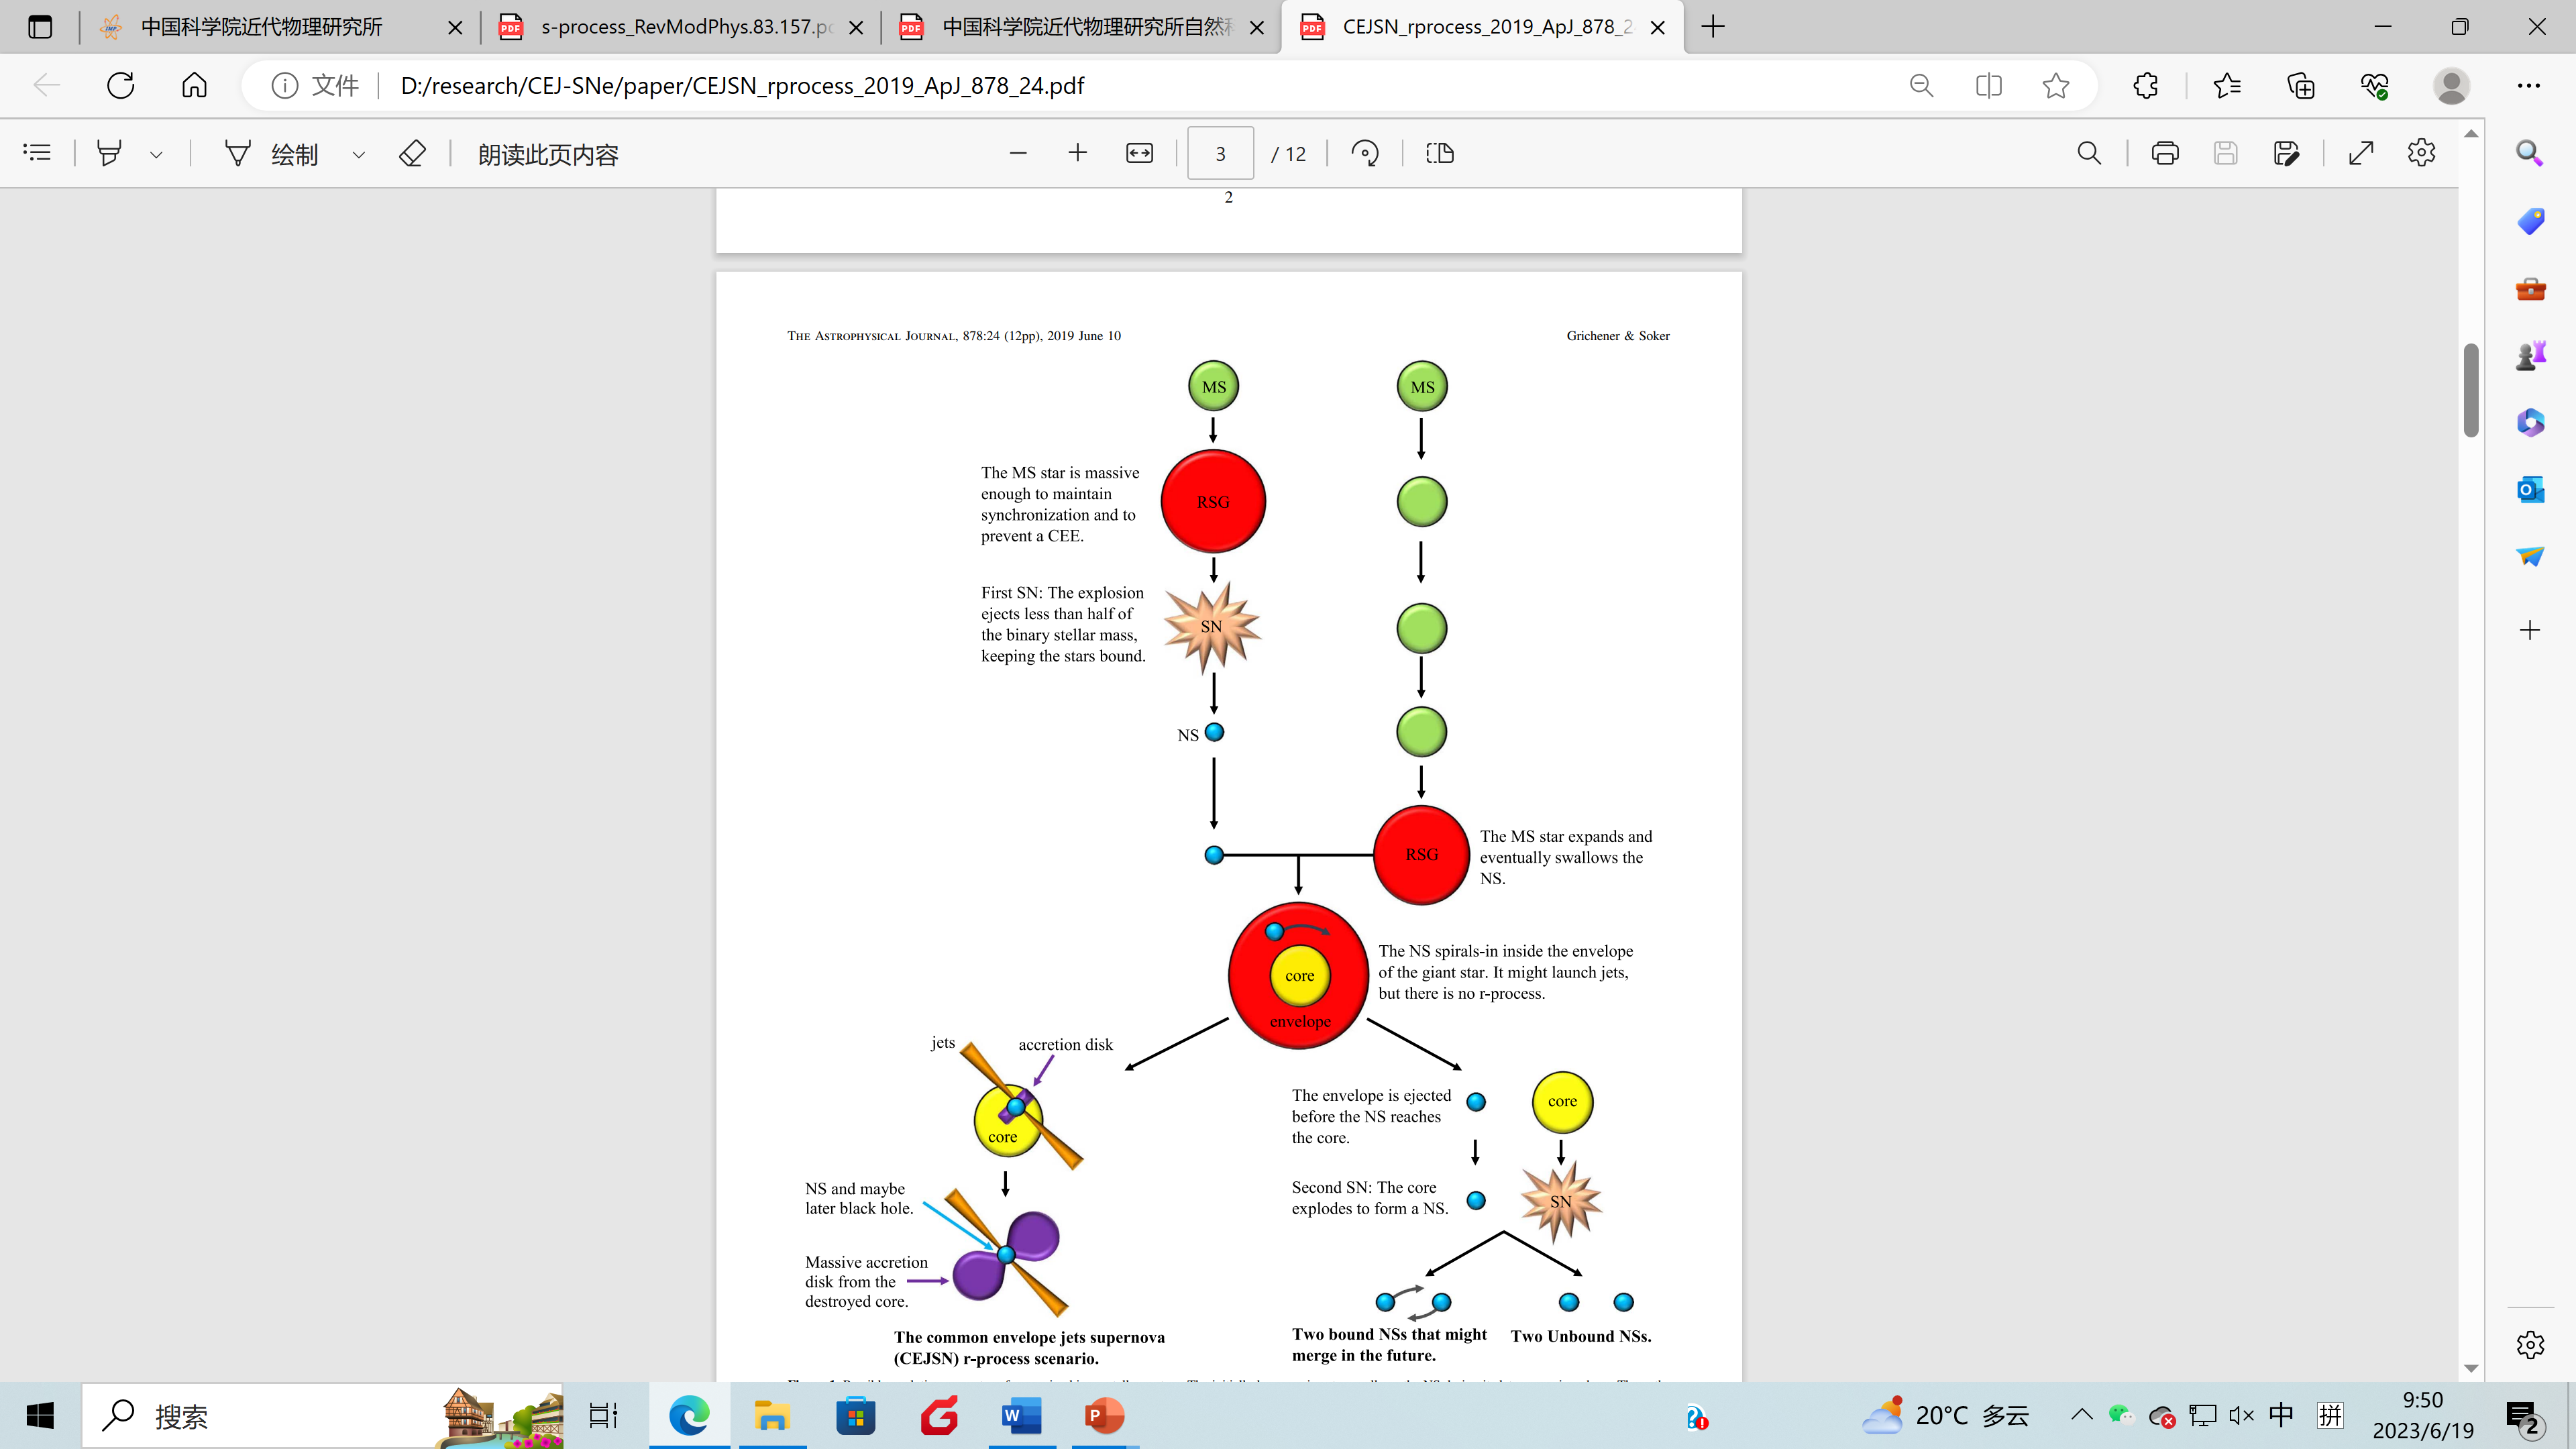 中国科学院近代物理研究所
s-process_RevModPhys.83.157.p
中国科学院近代物理研究所自然
CEJSN_rprocess_2019_ApJ_878_2
文件
D:/research/CEJ-SNe/paper/CEJSN_rprocess_2019_ApJ_878_24.pdf
绘制
朗读此页内容
3
/ 12
2
THE ASTROPHYSICAL JOURNAL, 878:24 (12pp), 2019 June 10
Grichener & Soker
MS
MS
The MS star is massive
enough to maintain
synchronization and to
prevent a CEE.
RSG
First SN: The explosion
ejects less than half of
the binary stellar mass,
keeping the stars bound.
SN
NS
RSG
The MS star expands and
eventually swallows the
NS.
core
envelope
The NS spirals-in inside the envelope
of the giant star. It might launch jets,
but there is no r-process.
jets
accretion disk
core
The envelope is ejected
before the NS reaches
the core.
core
NS and maybe
later black hole.
Second SN: The core
explodes to form a NS.
SN
Massive accretion
disk from the
destroyed core.
The common envelope jets supernova
(CEJSN) r-process scenario.
Two bound NSs that might
merge in the future.
Two Unbound NSs.
搜索
20°C 多云
中
拼
9:50
2023/6/19
2